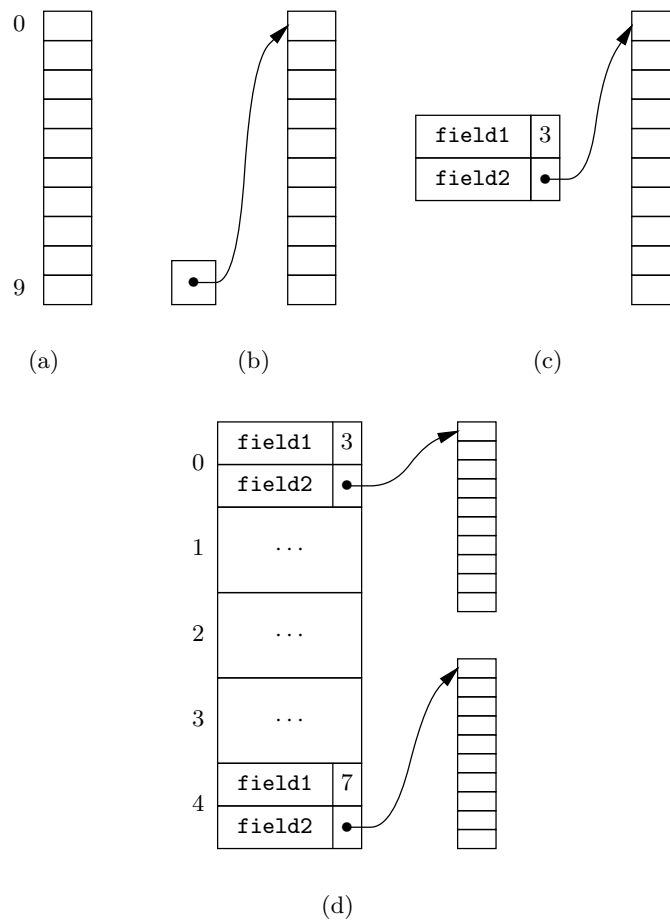 0
9
field1 3
field2
(a)
(b)
(c)
0
field1 3
field2
1
...
2
...
3
...
4
field1 7
field2
(d)